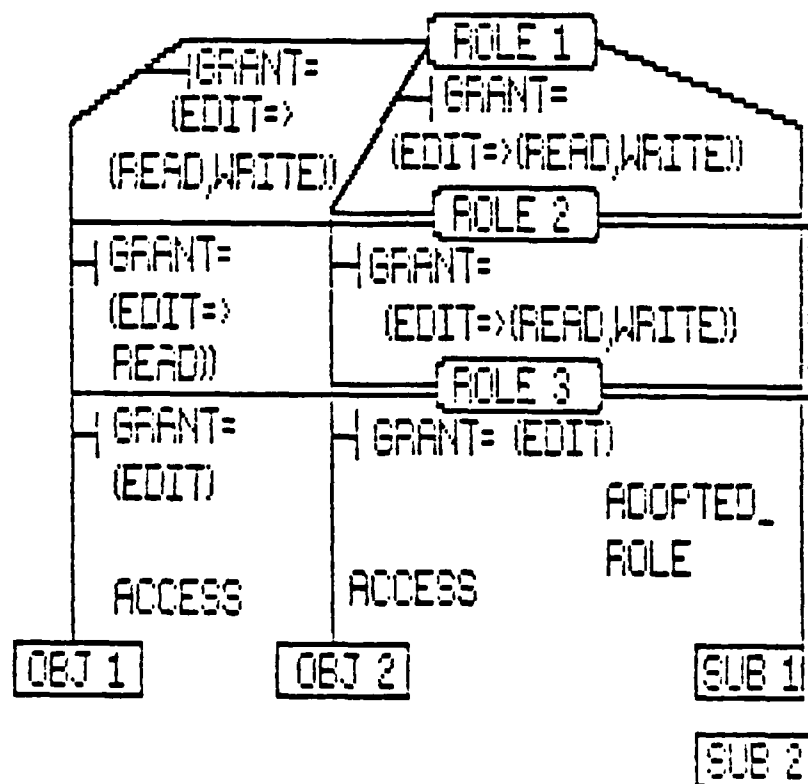 ROLE 1
GRANT=
(EDIT=>
(READ,WRITE))
GRANT=
(EDIT=>(READ,WRITE))
ROLE 2
GRANT=
(EDIT=>
READ))
GRANT=
(EDIT=>(READ,WRITE))
ROLE 3
GRANT=
(EDIT)
GRANT= (EDIT)
ADOPTED_
ROLE
ACCESS
ACCESS
OBJ 1
OBJ 2
SUB 1
SUB 2